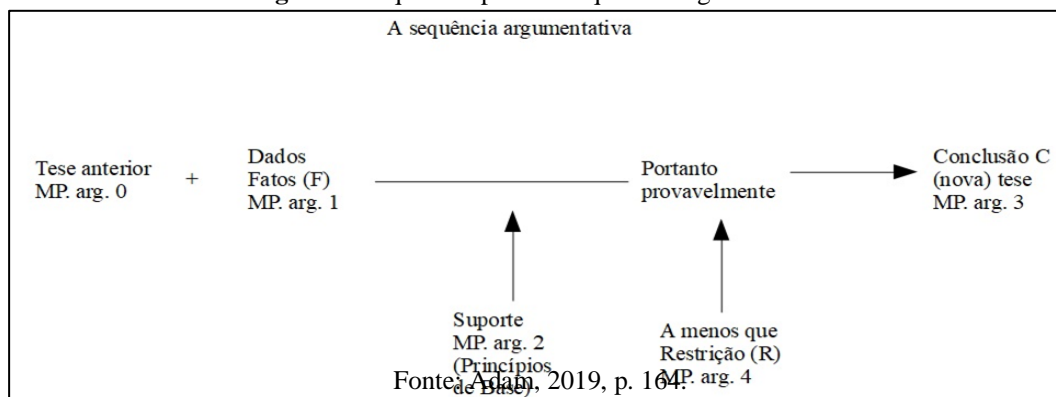 A sequência argumentativa
Tese anterior
MP. arg. 0
+
Dados
Fatos (F)
MP. arg. 1
Portanto
provavelmente
Conclusão C
(nova) tese
MP. arg. 3
Suporte
MP. arg. 2
(Princípios
de Base)
A menos que
Restrição (R)
MP. arg. 4
Fonte: Adam, 2019, p. 164.